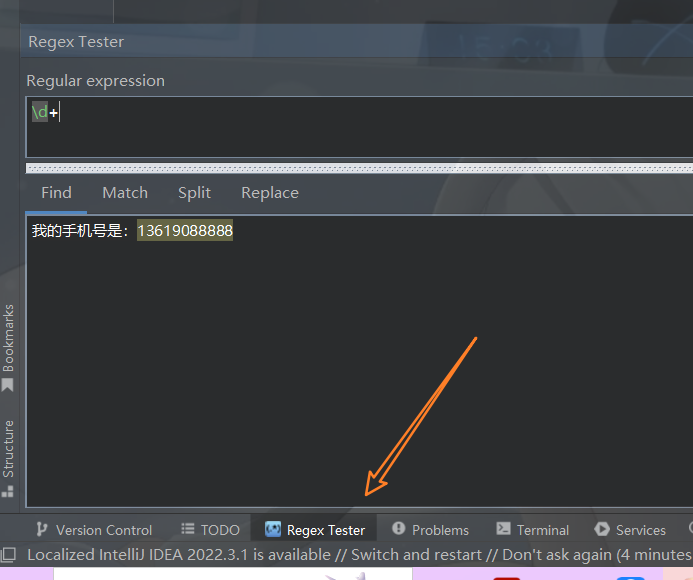 Regex Tester
Regular expression
\d+
Find Match Split Replace
我的手机号是：13619088888
Bookmarks
Structure
Version Control TODO Regex Tester Problems Terminal Services
Localized IntelliJ IDEA 2022.3.1 is available // Switch and restart // Don't ask again (4 minutes